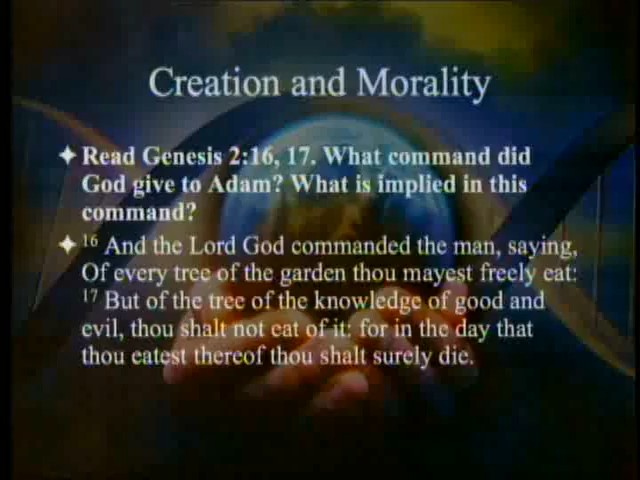 Creation and Morality
✦ Read Genesis 2:16, 17. What command did
God give to Adam? What is implied in this
command?
✦ 16 And the Lord God commanded the man, saying,
Of every tree of the garden thou mayest freely eat:
17 But of the tree of the knowledge of good and
evil, thou shalt not eat of it: for in the day that
thou eatest thereof thou shalt surely die.